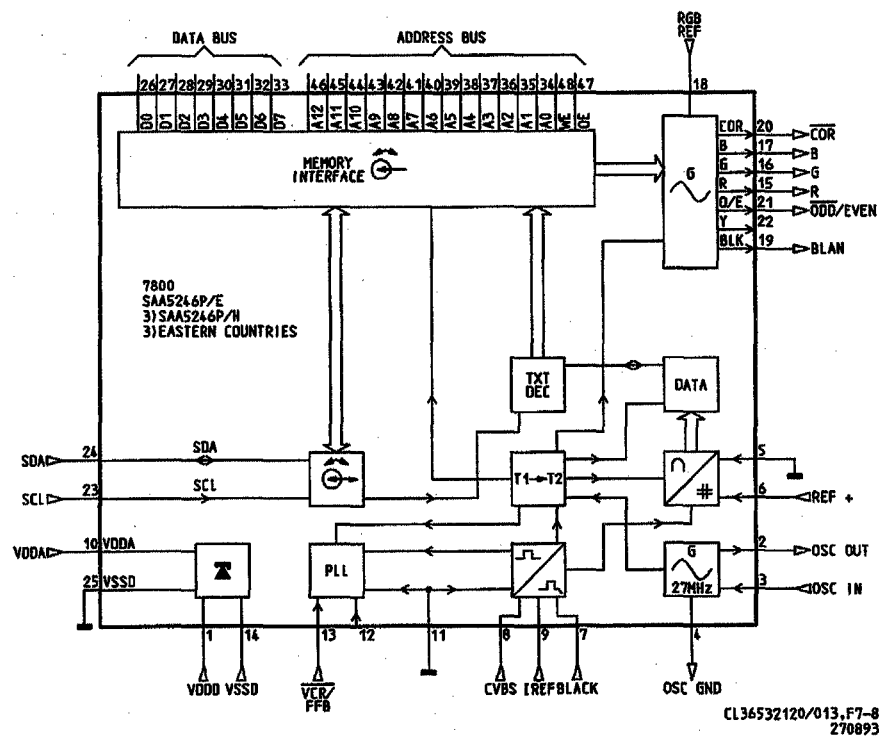 RGB
REF
DATA BUS
ADDRESS BUS
26 27 28 29 30 31 32 33
46 45 44 43 42 41 40 39 38 37 36 35 34 48 47
18
D0 D1 D2 D3 D4 D5 D6 D7
A12 A11 A10 A9 A8 A7 A6 A5 A4 A3 A2 A1 A0 WE OE
MEMORY
INTERFACE
G
COR 20 COR
B 17 B
G 16 G
R 15 R
O/E 21 ODD/EVEN
Y 22
BLK 19 BLAN
7800
SAA5246P/E
3)SAA5246P/H
3)EASTERN COUNTRIES
TXT
DEC
DATA
SDA 24 SDA
SCL 23 SCL
T1 → T2
5
6 REF +
VDDA 10 VDDA
25 VSSD
PLL
G
27MHz
2 OSC OUT
3 OSC IN
1 14 13 12 11 8 9 7 4
VDDD VSSD
VCR/
FFB
CVBS IREF BLACK
OSC GND
CL36532120/013,F7-8
270893